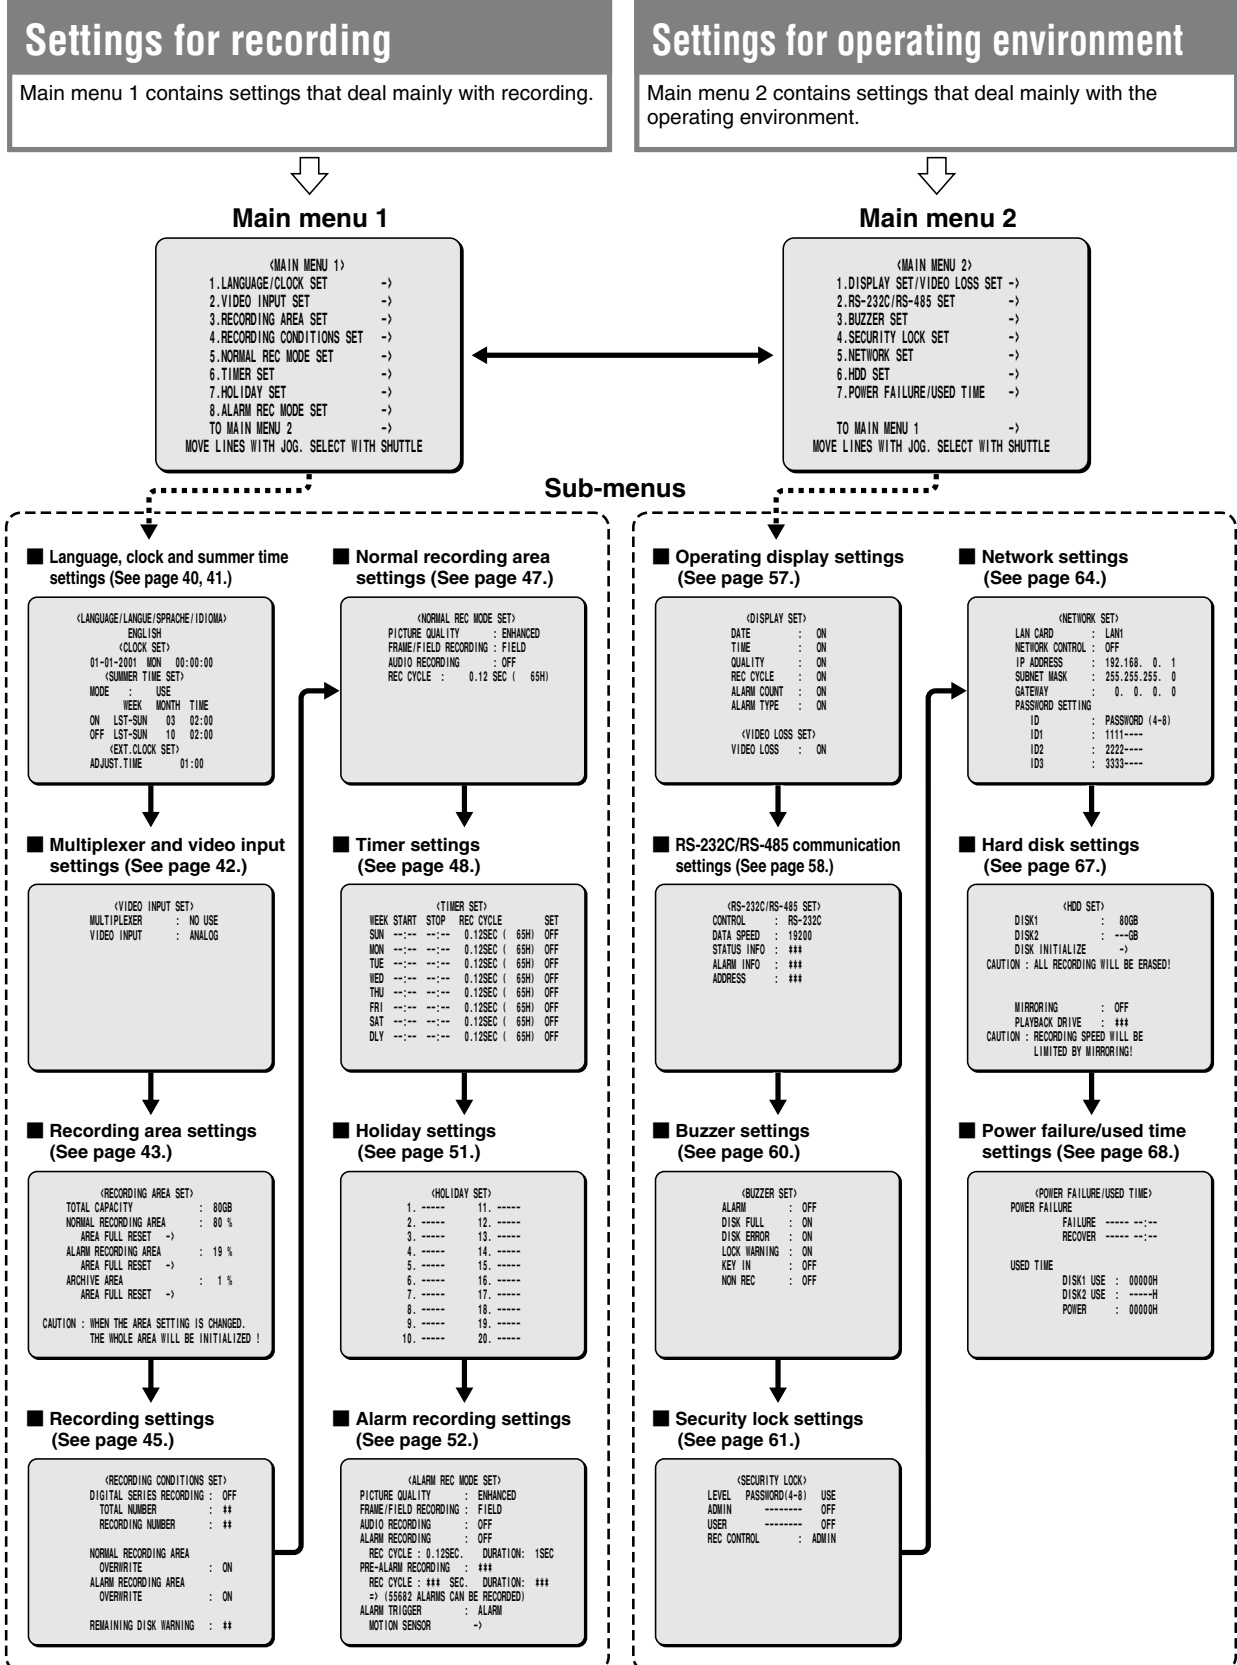 Settings for recording
Main menu 1 contains settings that deal mainly with recording.
Settings for operating environment
Main menu 2 contains settings that deal mainly with the
operating environment.
Main menu 1
<MAIN MENU 1>
1.LANGUAGE/CLOCK SET ->
2.VIDEO INPUT SET ->
3.RECORDING AREA SET ->
4.RECORDING CONDITIONS SET ->
5.NORMAL REC MODE SET ->
6.TIMER SET ->
7.HOLIDAY SET ->
8.ALARM REC MODE SET ->
TO MAIN MENU 2 ->
MOVE LINES WITH JOG. SELECT WITH SHUTTLE
Main menu 2
<MAIN MENU 2>
1.DISPLAY SET/VIDEO LOSS SET ->
2.RS-232C/RS-485 SET ->
3.BUZZER SET ->
4.SECURITY LOCK SET ->
5.NETWORK SET ->
6.HDD SET ->
7.POWER FAILURE/USED TIME ->
TO MAIN MENU 1 ->
MOVE LINES WITH JOG. SELECT WITH SHUTTLE
Sub-menus
■ Language, clock and summer time
settings (See page 40, 41.)
<LANGUAGE/LANGUE/SPRACHE/IDIOMA>
ENGLISH
<CLOCK SET>
01-01-2001 MON 00:00:00
<SUMMER TIME SET>
MODE : USE
WEEK MONTH TIME
ON LST-SUN 03 02:00
OFF LST-SUN 10 02:00
<EXT.CLOCK SET>
ADJUST.TIME 01:00
■ Multiplexer and video input
settings (See page 42.)
<VIDEO INPUT SET>
MULTIPLEXER : NO USE
VIDEO INPUT : ANALOG
■ Recording area settings
(See page 43.)
<RECORDING AREA SET>
TOTAL CAPACITY : 80GB
NORMAL RECORDING AREA : 80 %
AREA FULL RESET ->
ALARM RECORDING AREA : 19 %
AREA FULL RESET ->
ARCHIVE AREA : 1 %
AREA FULL RESET ->
CAUTION : WHEN THE AREA SETTING IS CHANGED.
THE WHOLE AREA WILL BE INITIALIZED !
■ Recording settings
(See page 45.)
<RECORDING CONDITIONS SET>
DIGITAL SERIES RECORDING : OFF
TOTAL NUMBER : **
RECORDING NUMBER : **
NORMAL RECORDING AREA
OVERWRITE : ON
ALARM RECORDING AREA
OVERWRITE : ON
REMAINING DISK WARNING : **
■ Normal recording area
settings (See page 47.)
<NORMAL REC MODE SET>
PICTURE QUALITY : ENHANCED
FRAME/FIELD RECORDING : FIELD
AUDIO RECORDING : OFF
REC CYCLE : 0.12 SEC ( 65H)
■ Timer settings
(See page 48.)
<TIMER SET>
WEEK START STOP REC CYCLE SET
SUN --:-- --:-- 0.12SEC ( 65H) OFF
MON --:-- --:-- 0.12SEC ( 65H) OFF
TUE --:-- --:-- 0.12SEC ( 65H) OFF
WED --:-- --:-- 0.12SEC ( 65H) OFF
THU --:-- --:-- 0.12SEC ( 65H) OFF
FRI --:-- --:-- 0.12SEC ( 65H) OFF
SAT --:-- --:-- 0.12SEC ( 65H) OFF
DLY --:-- --:-- 0.12SEC ( 65H) OFF
■ Holiday settings
(See page 51.)
<HOLIDAY SET>
1. ----- 11. -----
2. ----- 12. -----
3. ----- 13. -----
4. ----- 14. -----
5. ----- 15. -----
6. ----- 16. -----
7. ----- 17. -----
8. ----- 18. -----
9. ----- 19. -----
10. ----- 20. -----
■ Alarm recording settings
(See page 52.)
<ALARM REC MODE SET>
PICTURE QUALITY : ENHANCED
FRAME/FIELD RECORDING : FIELD
AUDIO RECORDING : OFF
ALARM RECORDING : OFF
REC CYCLE : 0.12SEC. DURATION: 1SEC
PRE-ALARM RECORDING : ***
REC CYCLE : *** SEC. DURATION: ***
=> (55682 ALARMS CAN BE RECORDED)
ALARM TRIGGER : ALARM
MOTION SENSOR ->
■ Operating display settings
(See page 57.)
<DISPLAY SET>
DATE : ON
TIME : ON
QUALITY : ON
REC CYCLE : ON
ALARM COUNT : ON
ALARM TYPE : ON
<VIDEO LOSS SET>
VIDEO LOSS : ON
■ RS-232C/RS-485 communication
settings (See page 58.)
<RS-232C/RS-485 SET>
CONTROL : RS-232C
DATA SPEED : 19200
STATUS INFO : ***
ALARM INFO : ***
ADDRESS : ***
■ Buzzer settings
(See page 60.)
<BUZZER SET>
ALARM : OFF
DISK FULL : ON
DISK ERROR : ON
LOCK WARNING : ON
KEY IN : OFF
NON REC : OFF
■ Security lock settings
(See page 61.)
<SECURITY LOCK>
LEVEL PASSWORD(4-8) USE
ADMIN -------- OFF
USER -------- OFF
REC CONTROL : ADMIN
■ Network settings
(See page 64.)
<NETWORK SET>
LAN CARD : LAN1
NETWORK CONTROL : OFF
IP ADDRESS : 192.168. 0. 1
SUBNET MASK : 255.255.255. 0
GATEWAY : 0. 0. 0. 0
PASSWORD SETTING
ID : PASSWORD (4-8)
ID1 : 1111----
ID2 : 2222----
ID3 : 3333----
■ Hard disk settings
(See page 67.)
<HDD SET>
DISK1 : 80GB
DISK2 : ---GB
DISK INITIALIZE ->
CAUTION : ALL RECORDING WILL BE ERASED!
MIRRORING : OFF
PLAYBACK DRIVE : ***
CAUTION : RECORDING SPEED WILL BE
LIMITED BY MIRRORING!
■ Power failure/used time
settings (See page 68.)
<POWER FAILURE/USED TIME>
POWER FAILURE
FAILURE ----- --:--
RECOVER ----- --:--
USED TIME
DISK1 USE : 00000H
DISK2 USE : -----H
POWER : 00000H